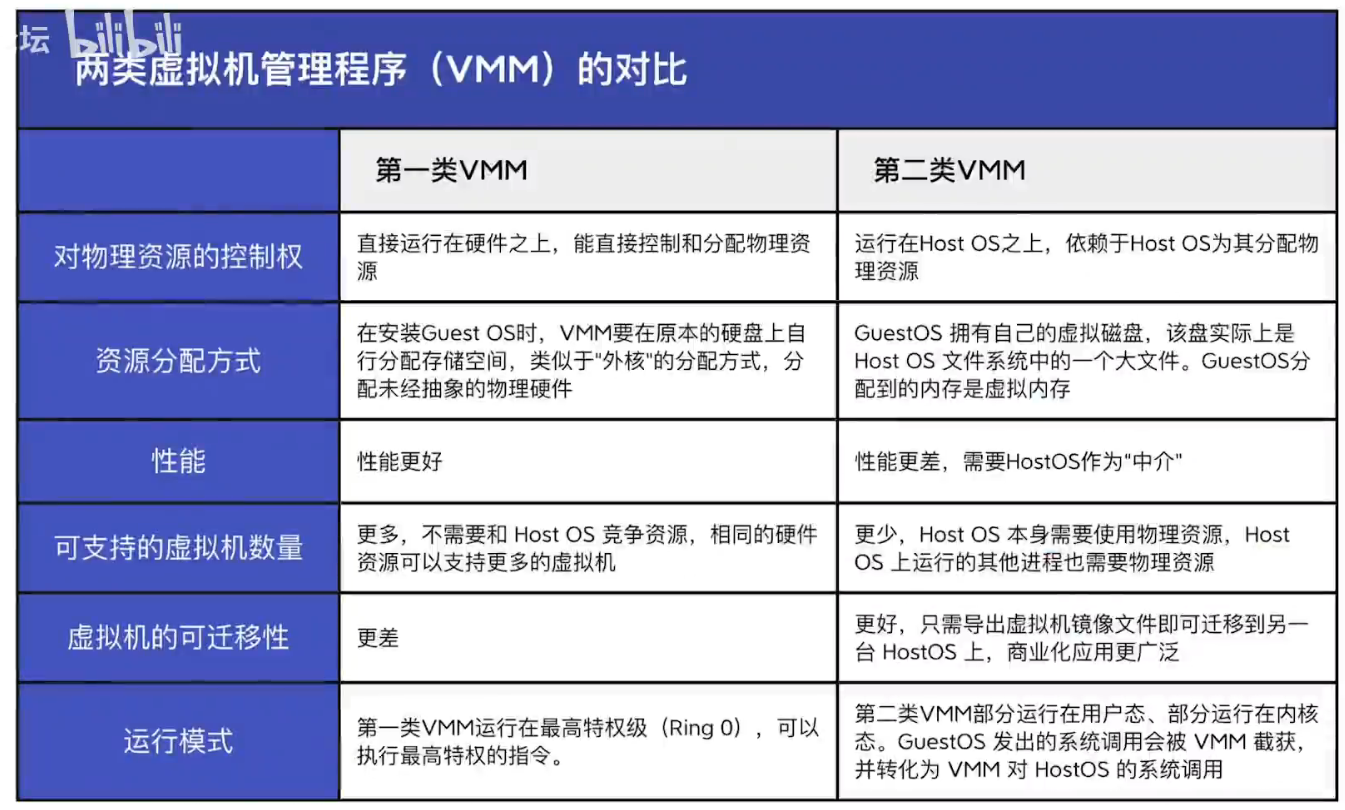 坛 bilibili
两类虚拟机管理程序（VMM）的对比
第一类VMM
第二类VMM
对物理资源的控制权
直接运行在硬件之上，能直接控制和分配物理资
源
运行在Host OS之上，依赖于Host OS为其分配物
理资源
资源分配方式
在安装Guest OS时，VMM要在原本的硬盘上自
行分配存储空间，类似于"外核"的分配方式，分
配未经抽象的物理硬件
GuestOS 拥有自己的虚拟磁盘，该盘实际上是
Host OS 文件系统中的一个大文件。GuestOS分
配到的内存是虚拟内存
性能
性能更好
性能更差，需要HostOS作为"中介"
可支持的虚拟机数量
更多，不需要和 Host OS 竞争资源，相同的硬件
资源可以支持更多的虚拟机
更少，Host OS 本身需要使用物理资源，Host
OS 上运行的其他进程也需要物理资源
虚拟机的可迁移性
更差
更好，只需导出虚拟机镜像文件即可迁移到另一
台 HostOS 上，商业化应用更广泛
运行模式
第一类VMM运行在最高特权级（Ring 0），可以
执行最高特权的指令。
第二类VMM部分运行在用户态、部分运行在内核
态。GuestOS 发出的系统调用会被 VMM 截获，
并转化为 VMM 对 HostOS 的系统调用